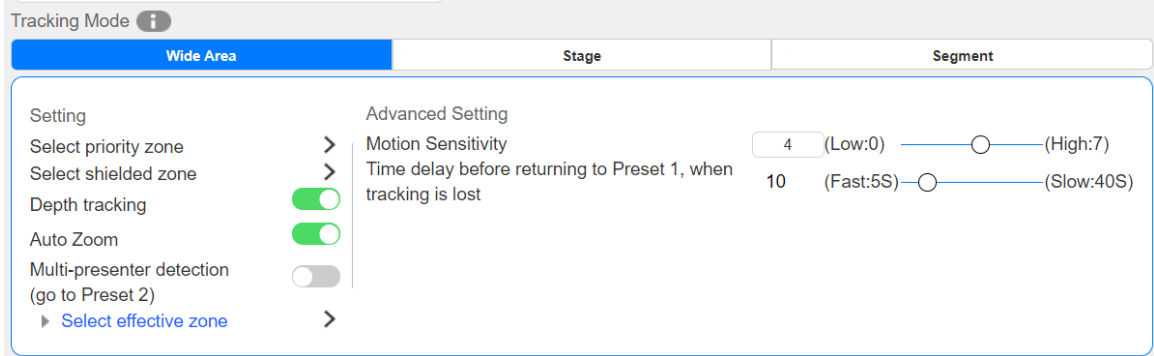 Tracking Mode i
Wide Area
Stage
Segment
Setting
Select priority zone
Select shielded zone
Depth tracking
Auto Zoom
Multi-presenter detection
(go to Preset 2)
Select effective zone
Advanced Setting
Motion Sensitivity 4 (Low:0) (High:7)
Time delay before returning to Preset 1, when
tracking is lost
10 (Fast:5S) (Slow:40S)